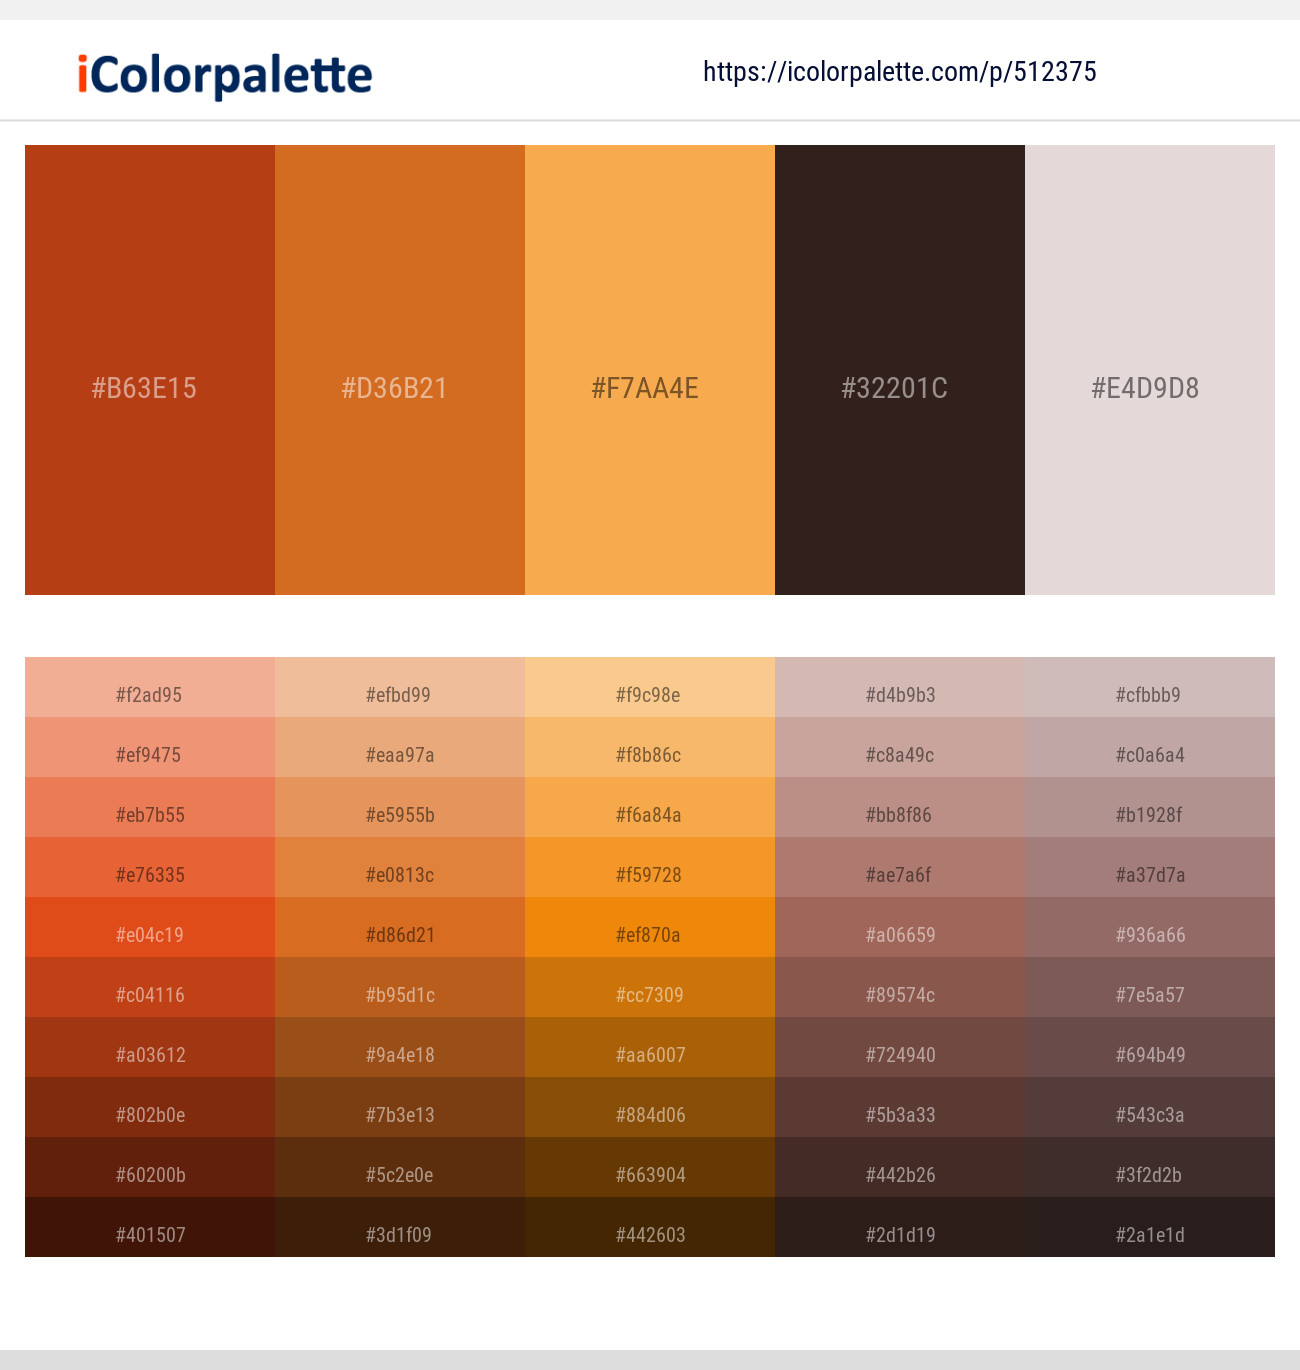 iColorpalette
https://icolorpalette.com/p/512375
#B63E15 #D36B21 #F7AA4E #32201C #E4D9D8
#f2ad95 #efbd99 #f9c98e #d4b9b3 #cfbbb9
#ef9475 #eaa97a #f8b86c #c8a49c #c0a6a4
#eb7b55 #e5955b #f6a84a #bb8f86 #b1928f
#e76335 #e0813c #f59728 #ae7a6f #a37d7a
#e04c19 #d86d21 #ef870a #a06659 #936a66
#c04116 #b95d1c #cc7309 #89574c #7e5a57
#a03612 #9a4e18 #aa6007 #724940 #694b49
#802b0e #7b3e13 #884d06 #5b3a33 #543c3a
#60200b #5c2e0e #663904 #442b26 #3f2d2b
#401507 #3d1f09 #442603 #2d1d19 #2a1e1d